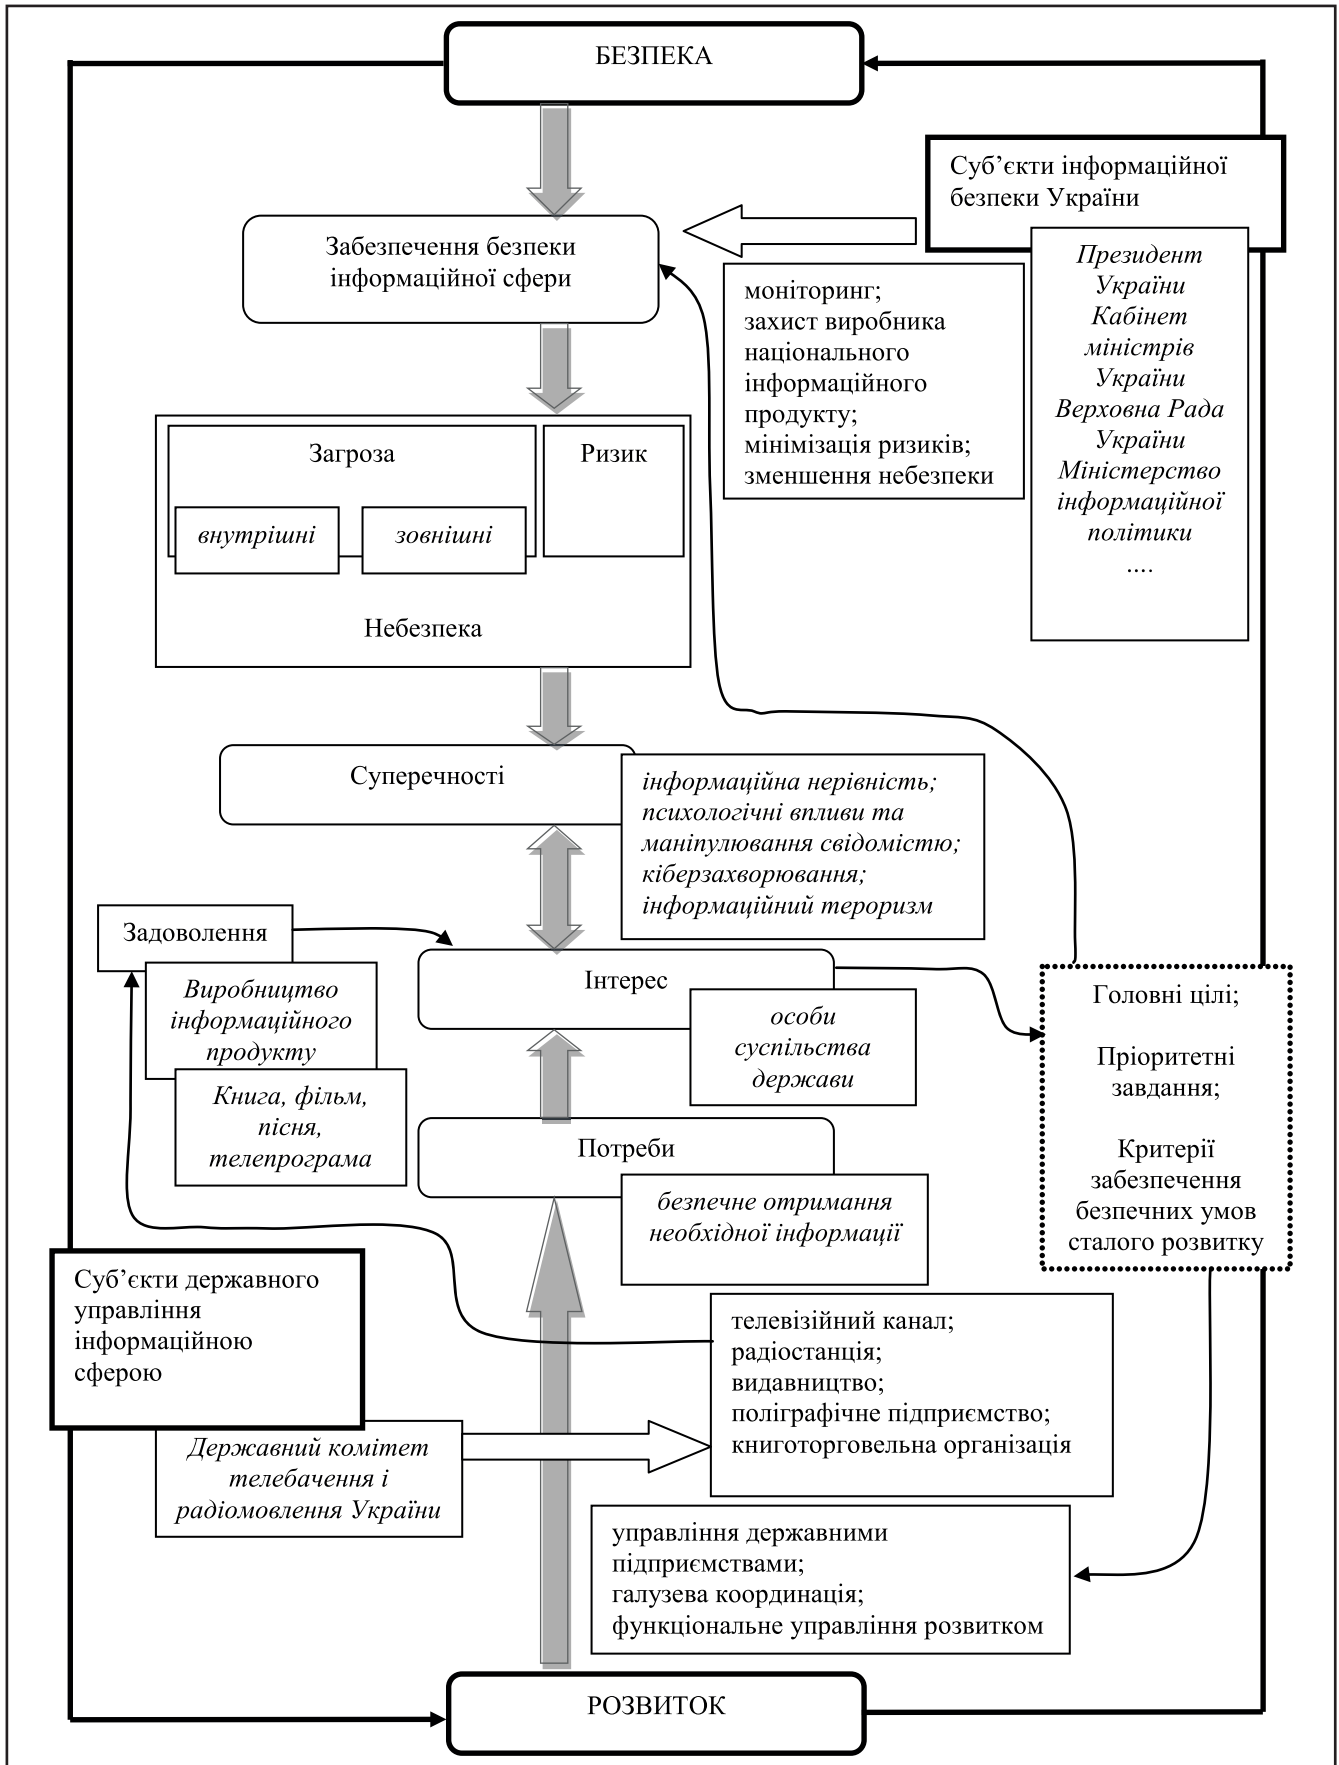 БЕЗПЕКА
Суб’єкти інформаційної
безпеки України
Президент
України
Кабінет
міністрів
України
Верховна Рада
України
Міністерство
інформаційної
політики
....
Забезпечення безпеки
інформаційної сфери
моніторинг;
захист виробника
національного
інформаційного
продукту;
мінімізація ризиків;
зменшення небезпеки
Загроза
Ризик
внутрішні
зовнішні
Небезпека
Суперечності
інформаційна нерівність;
психологічні впливи та
маніпулювання свідомістю;
кіберзахворювання;
інформаційний тероризм
Задоволення
Виробництво
інформаційного
продукту
Книга, фільм,
пісня,
телепрограма
Інтерес
особи
суспільства
держави
Головні цілі;
Пріоритетні
завдання;
Критерії
забезпечення
безпечних умов
сталого розвитку
Потреби
безпечне отримання
необхідної інформації
Суб’єкти державного
управління
інформаційною
сферою
Державний комітет
телебачення і
радіомовлення України
телевізійний канал;
радіостанція;
видавництво;
поліграфічне підприємство;
книготорговельна організація
управління державними
підприємствами;
галузева координація;
функціональне управління розвитком
РОЗВИТОК